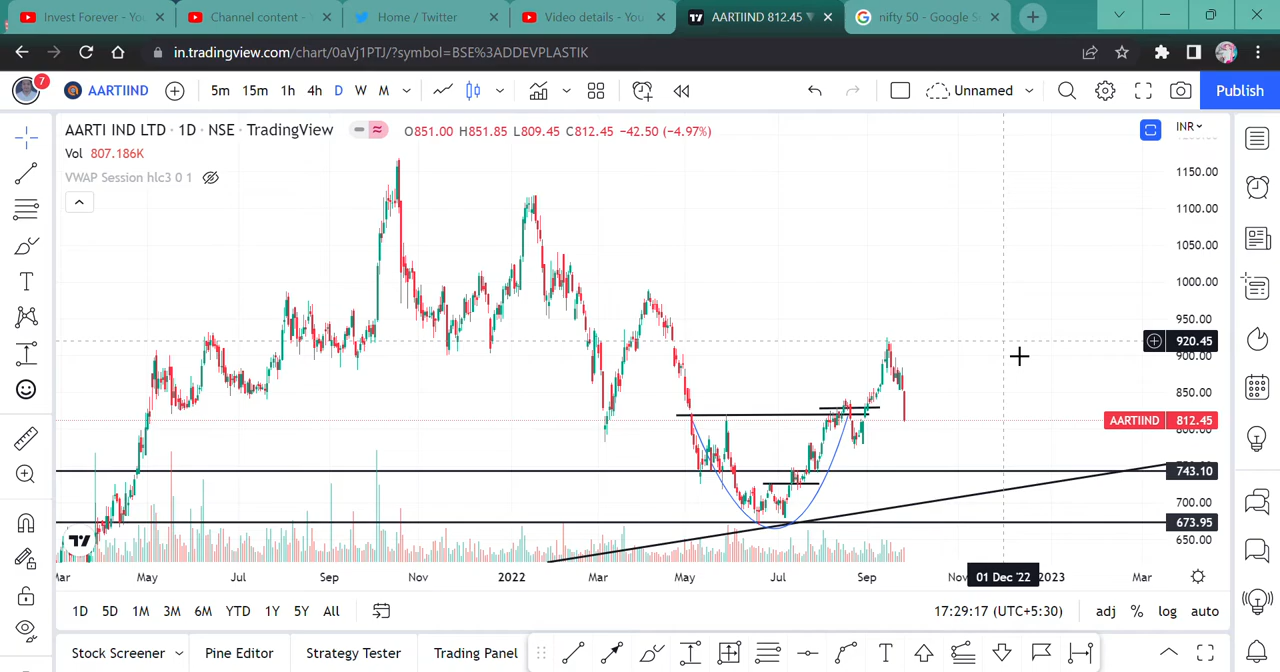 Invest Forever - You
Channel content -
Home / Twitter
Video details - You
AARTIIND 812.45
nifty 50 - Google S
in.tradingview.com/chart/0aVj1PTJ/?symbol=BSE%3ADDEVPLASTIK
7
AARTIIND
5m 15m 1h 4h D W M
Unnamed
Publish
AARTI IND LTD · 1D · NSE · TradingView
O851.00 H851.85 L809.45 C812.45 −42.50 (−4.97%)
INR
Vol 807.186K
VWAP Session hlc3 0 1
1150.00
1100.00
1050.00
1000.00
950.00
920.45
900.00
850.00
AARTIIND 812.45
743.10
700.00
673.95
650.00
Mar May Jul Sep Nov 2022 Mar May Jul Sep Nov 01 Dec '22 2023 Mar
1D 5D 1M 3M 6M YTD 1Y 5Y All
17:29:17 (UTC+5:30)
adj % log auto
Stock Screener
Pine Editor
Strategy Tester
Trading Panel